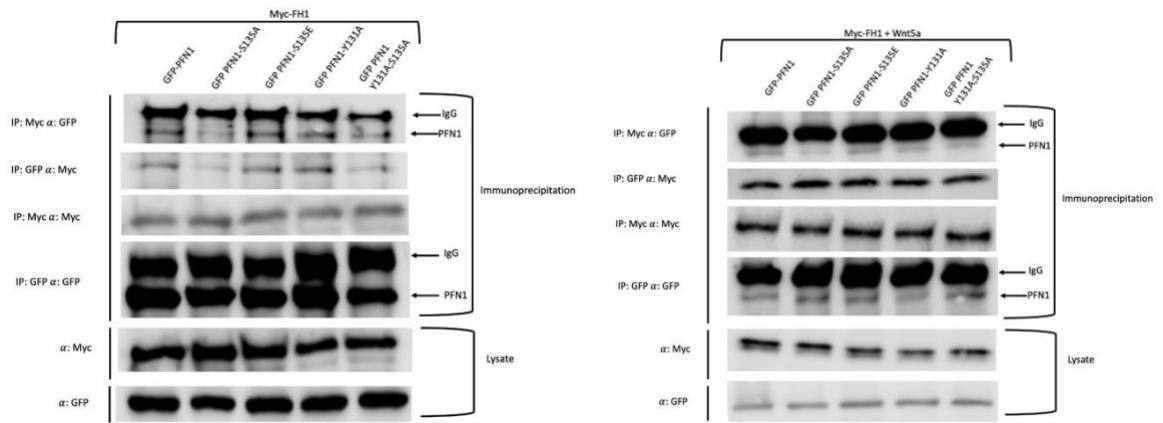 Myc-FH1
GFP-PFN1
GFP PFN1-S135A
GFP PFN1-S135E
GFP PFN1-Y131A
GFP PFN1
Y131A;S135A
IP: Myc α: GFP
IgG
PFN1
IP: GFP α: Myc
Immunoprecipitation
IP: Myc α: Myc
IP: GFP α: GFP
IgG
PFN1
α: Myc
Lysate
α: GFP
Myc-FH1 + Wnt5a
GFP-PFN1
GFP PFN1-S135A
GFP PFN1-S135E
GFP PFN1-Y131A
GFP PFN1
Y131A;S135A
IP: Myc α: GFP
IgG
PFN1
IP: GFP α: Myc
Immunoprecipitation
IP: Myc α: Myc
IP: GFP α: GFP
IgG
PFN1
α: Myc
Lysate
α: GFP